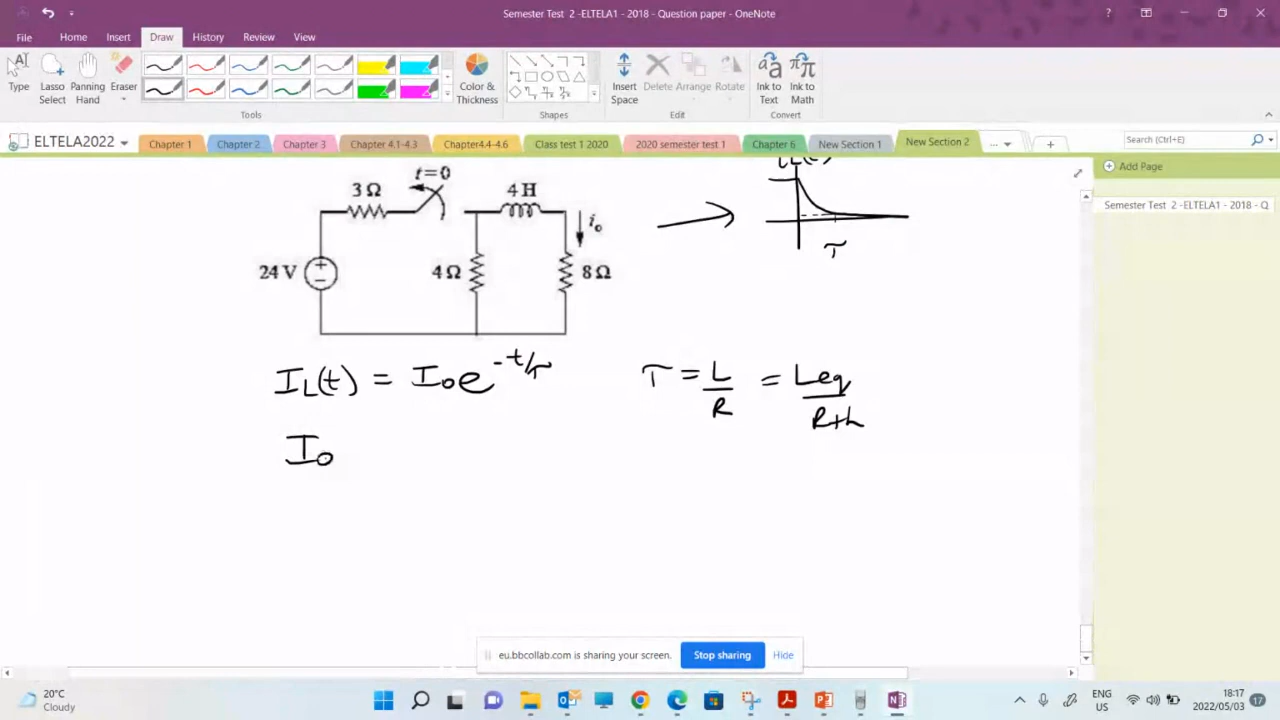 Semester Test 2 -ELTELA1 - 2018 - Question paper - OneNote
File Home Insert Draw History Review View
Type
Lasso Select
Panning Hand
Eraser
Color & Thickness
Insert Space
Delete
Arrange
Rotate
Ink to Text
Ink to Math
Tools
Shapes
Edit
Convert
ELTELA2022
Chapter 1
Chapter 2
Chapter 3
Chapter 4.1-4.3
Chapter4.4-4.6
Class test 1 2020
2020 semester test 1
Chapter 6
New Section 1
New Section 2
...
Search (Ctrl+E)
Add Page
Semester Test 2 -ELTELA1 - 2018 - Q
t=0
3 Ω
4 H
i₀
24 V
4 Ω
8 Ω
τ
I_L(t) = I₀e^(-t/τ)
τ = L/R = Leq/Rth
I₀
eu.bbcollab.com is sharing your screen.
Stop sharing
Hide
20°C
Cloudy
ENG
US
18:17
2022/05/03
17